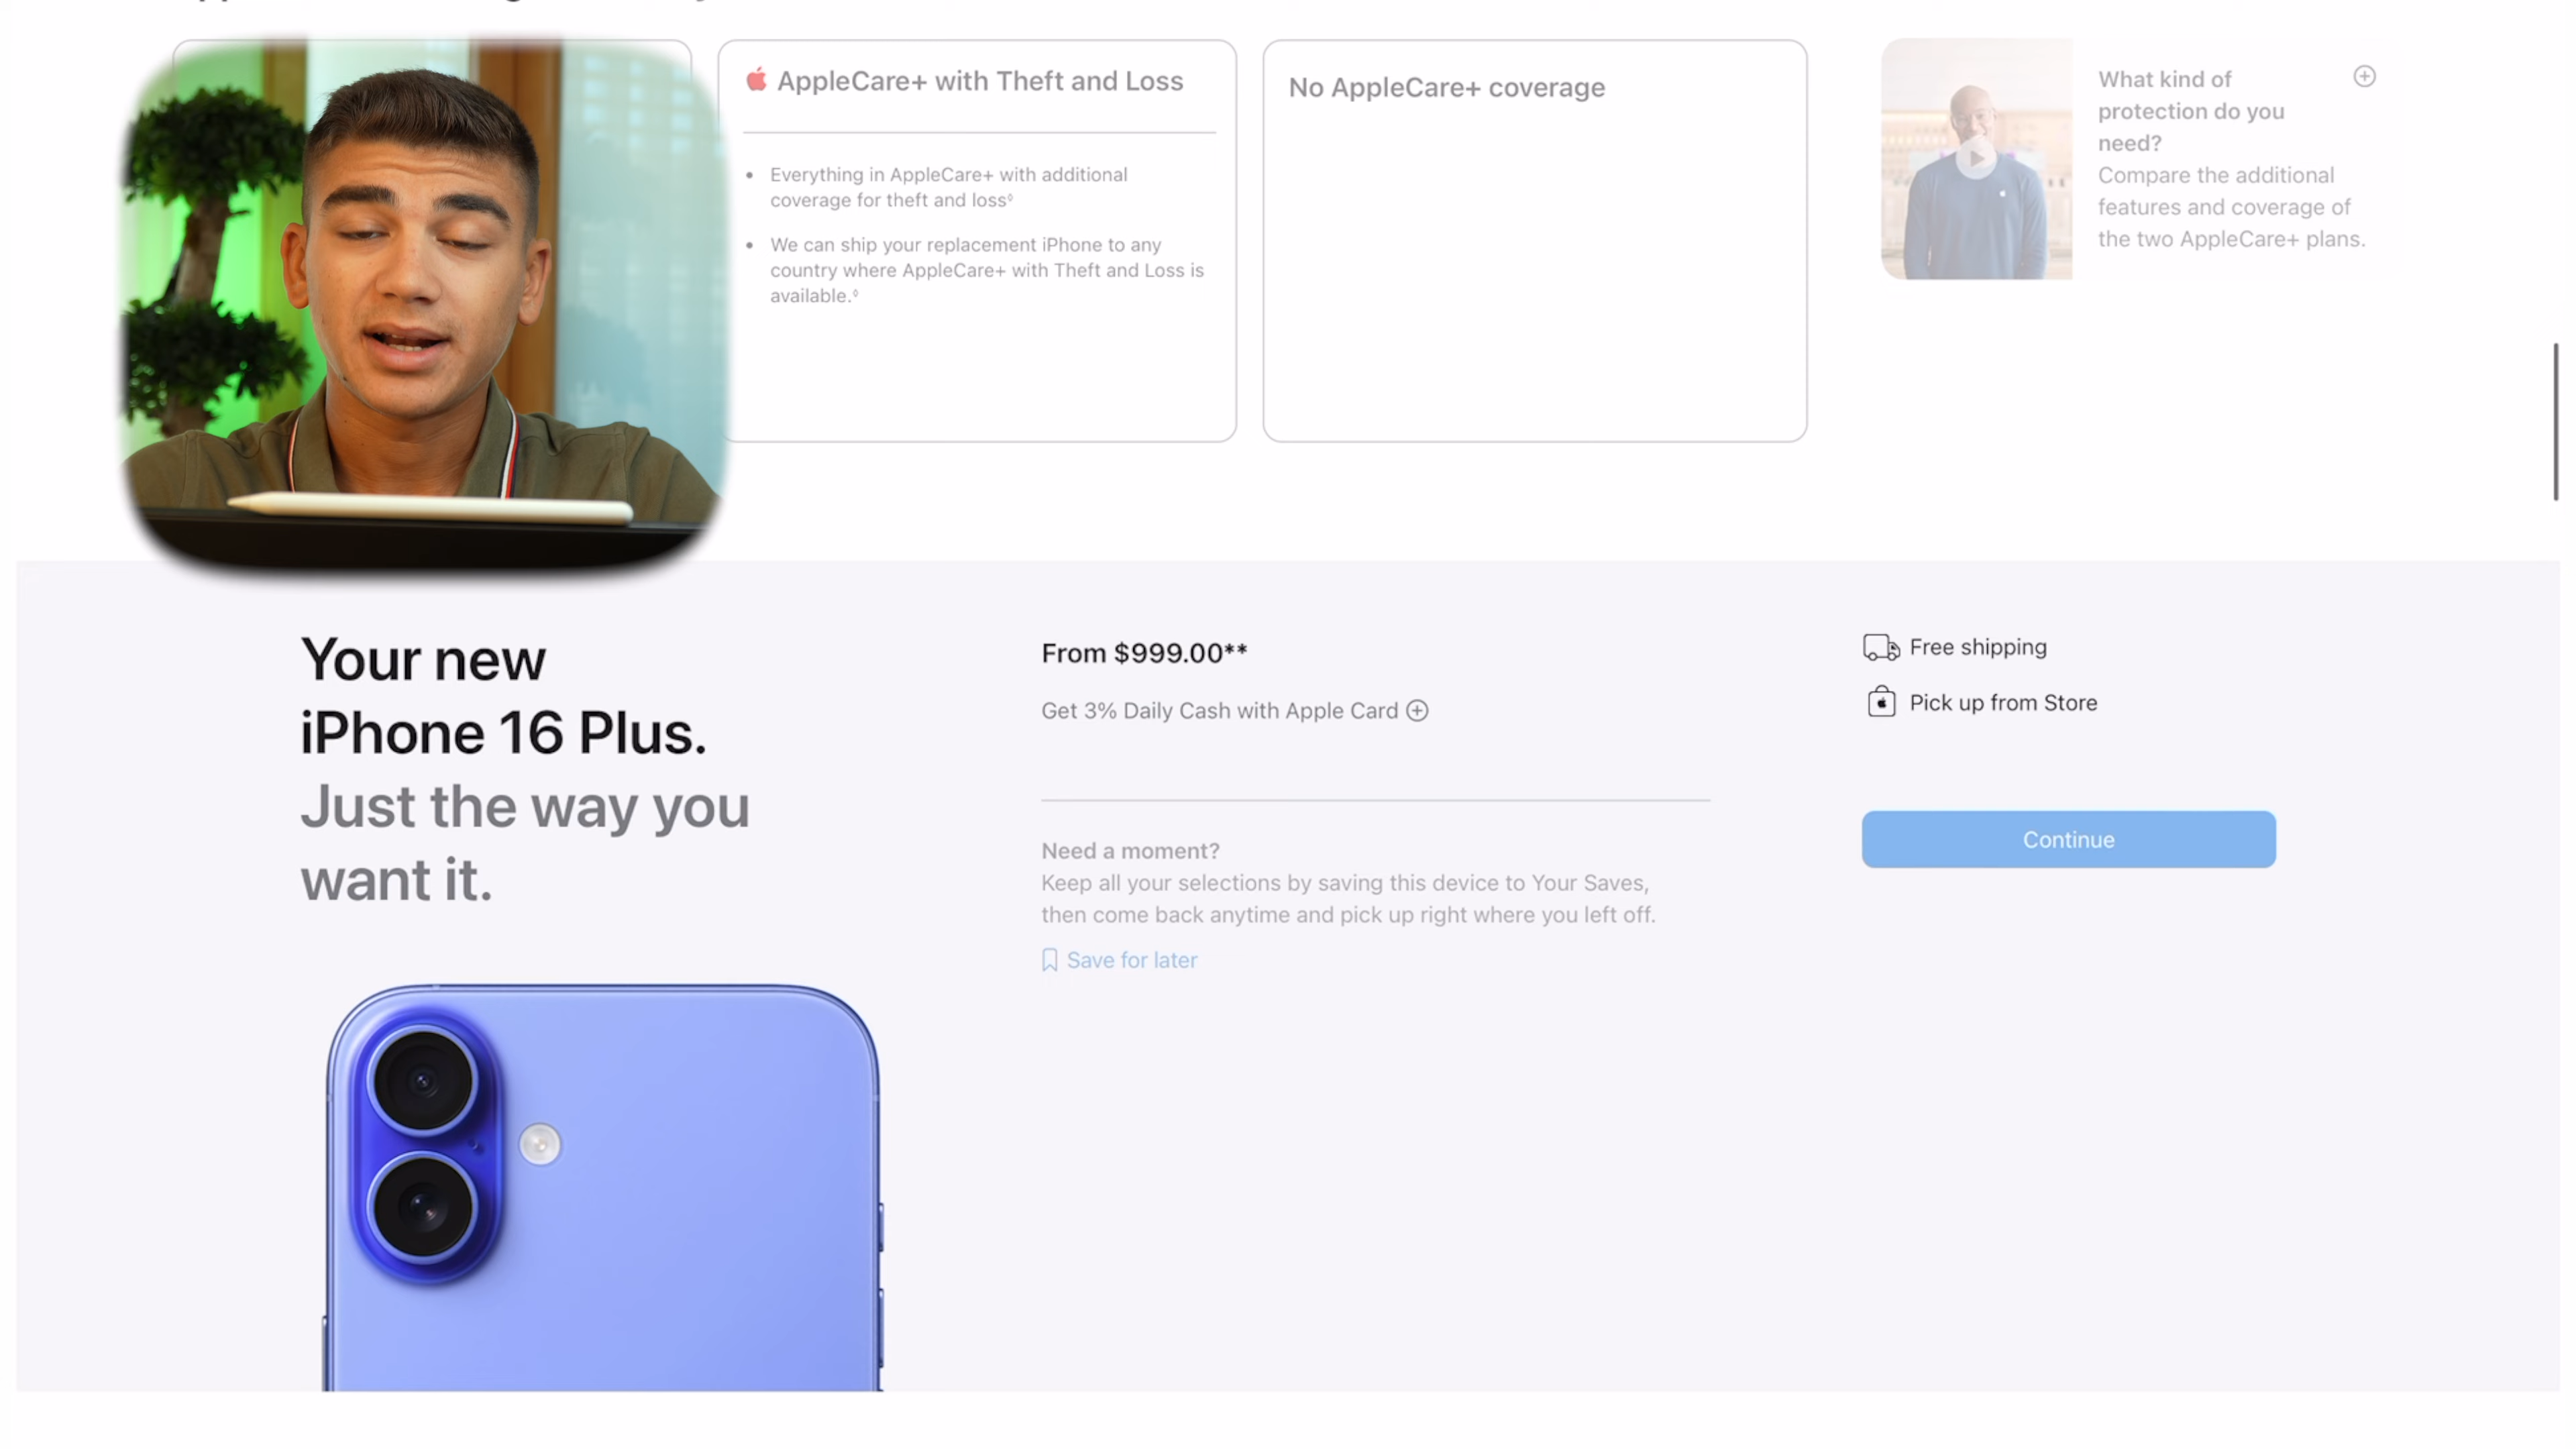 AppleCare+ with Theft and Loss
Everything in AppleCare+ with additional
coverage for theft and loss◊
We can ship your replacement iPhone to any
country where AppleCare+ with Theft and Loss is
available.◊
No AppleCare+ coverage
What kind of
protection do you
need?
Compare the additional
features and coverage of
the two AppleCare+ plans.
Your new
iPhone 16 Plus.
Just the way you
want it.
From $999.00**
Get 3% Daily Cash with Apple Card
Need a moment?
Keep all your selections by saving this device to Your Saves,
then come back anytime and pick up right where you left off.
Save for later
Free shipping
Pick up from Store
Continue